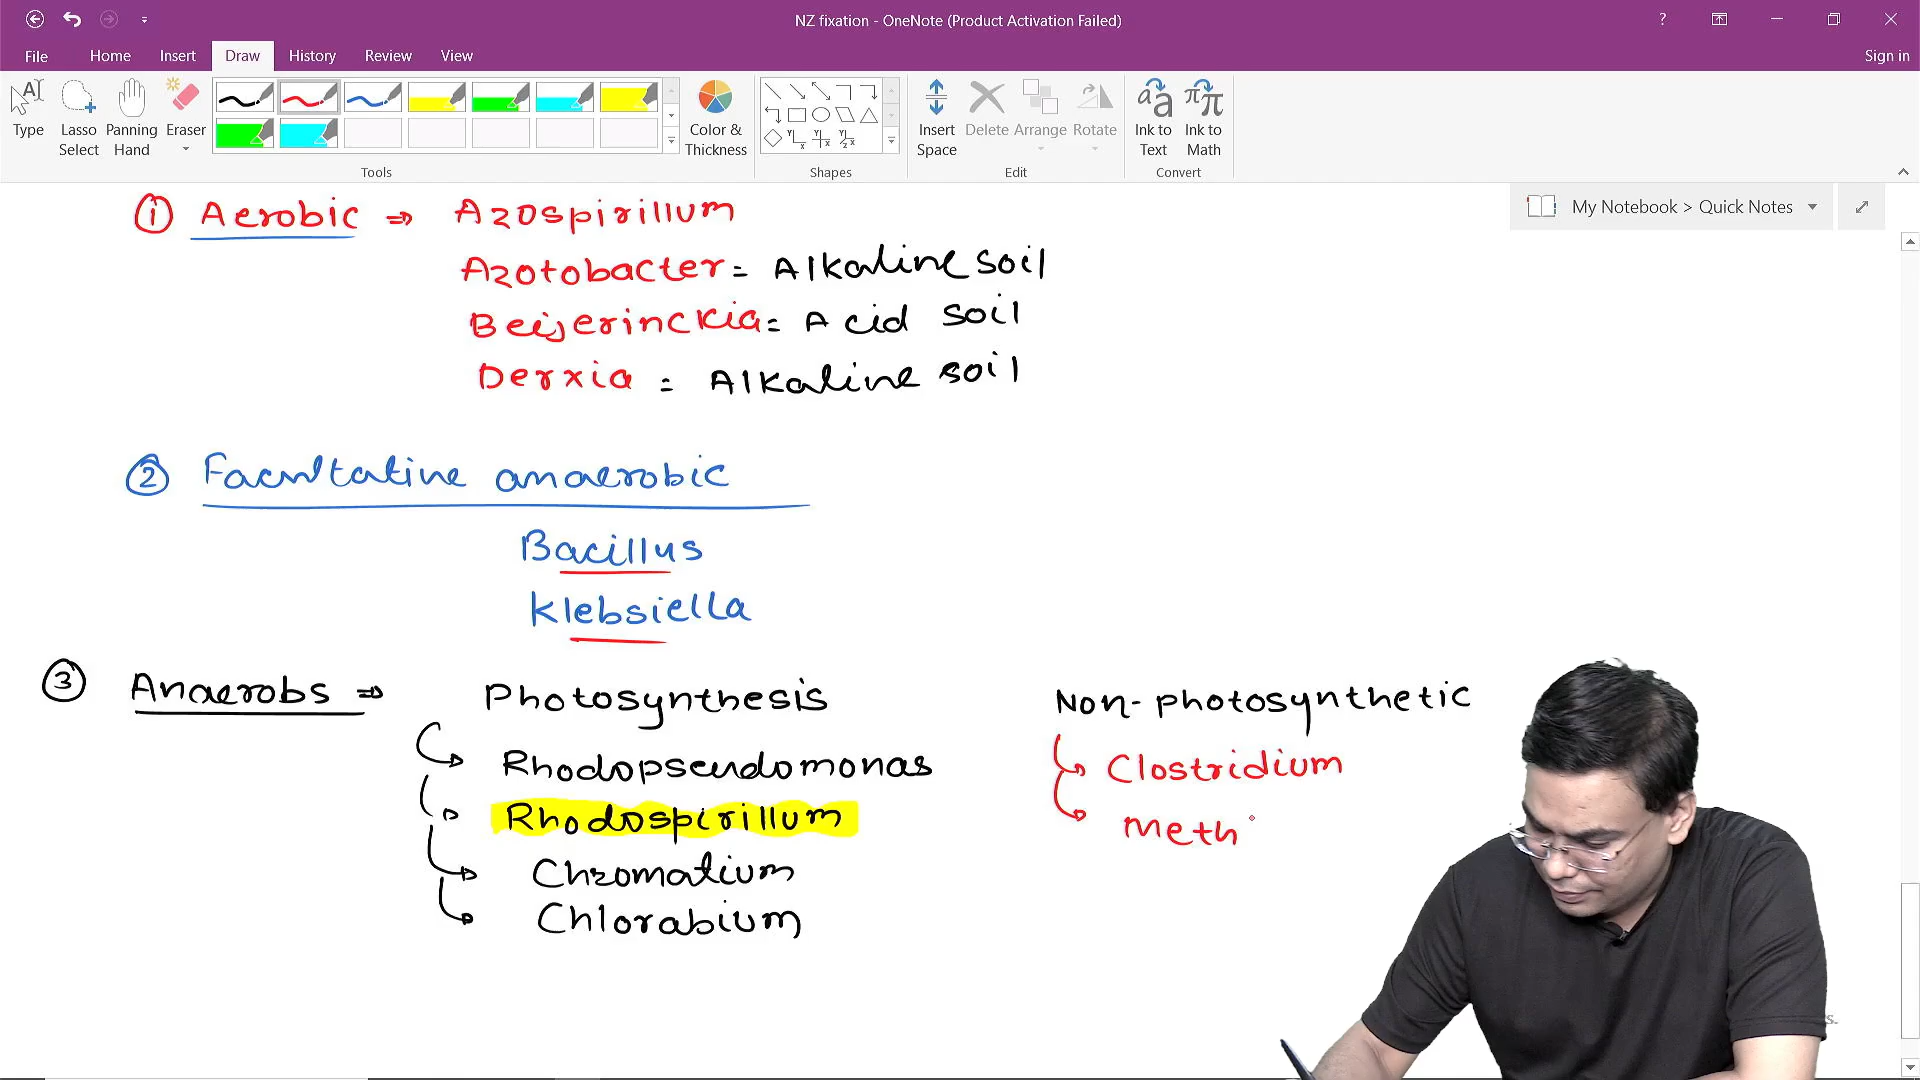 NZ fixation - OneNote (Product Activation Failed)
?
File Home Insert Draw History Review View Sign in
Type
Lasso Select
Panning Hand
Eraser
Color & Thickness
Insert Space
Delete
Arrange
Rotate
Ink to Text
Ink to Math
Tools
Shapes
Edit
Convert
My Notebook > Quick Notes
① Aerobic ⇒ Azospirillum
Azotobacter = Alkaline soil
Beijerinckia = Acid soil
Derxia = Alkaline soil
② Facultative anaerobic
Bacillus
Klebsiella
③ Anaerobs ⇒ Photosynthesis Non-photosynthetic
Rhodopseudomonas Clostridium
Rhodospirillum Meth
Chromatium
Chlorabium